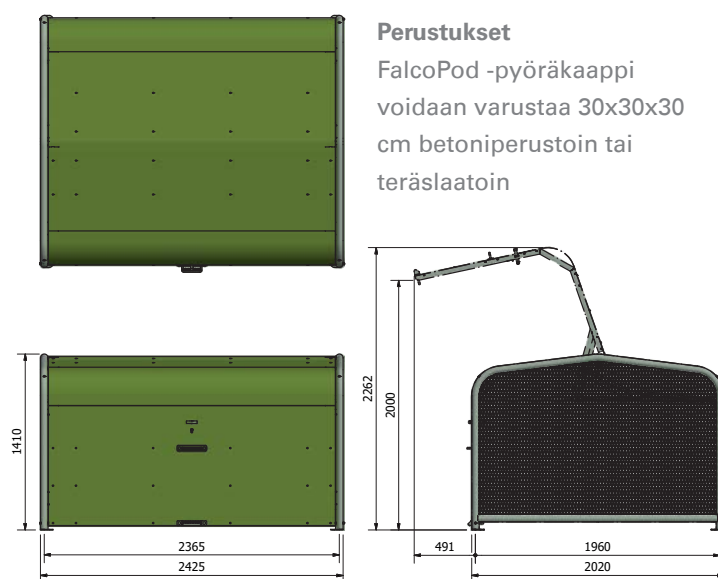 Perustukset
FalcoPod -pyöräkaappi
voidaan varustaa 30x30x30
cm betoniperustoin tai
teräslaatoin
1410
2365
2425
2262
2000
491
1960
2020